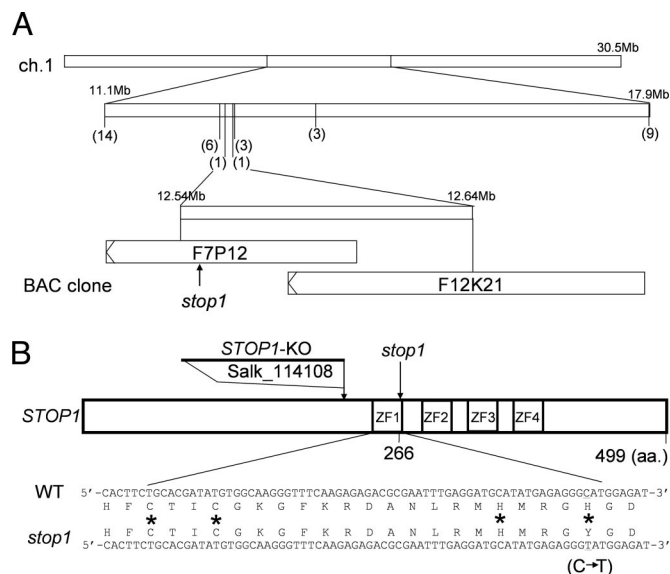 A
ch.1
30.5Mb
11.1Mb
17.9Mb
(14)
(6)
(3)
(3)
(9)
(1)
(1)
12.54Mb
12.64Mb
F7P12
BAC clone
stop1
F12K21
B
STOP1-KO
stop1
Salk_114108
STOP1
ZF1
ZF2
ZF3
ZF4
266
499 (aa.)
WT
5'-CACTTCTGCACGATATGTGGCAAGGGTTTCAAGAGAGACGCGAATTTGAGGATGCATATGAGAGGGCATGGAGAT-3'
H F C T I C G K G F K R D A N L R M H M R G H G D
* * * *
stop1
H F C T I C G K G F K R D A N L R M H M R G Y G D
5'-CACTTCTGCACGATATGTGGCAAGGGTTTCAAGAGAGACGCGAATTTGAGGATGCATATGAGAGGGTATGGAGAT-3'
(C→T)